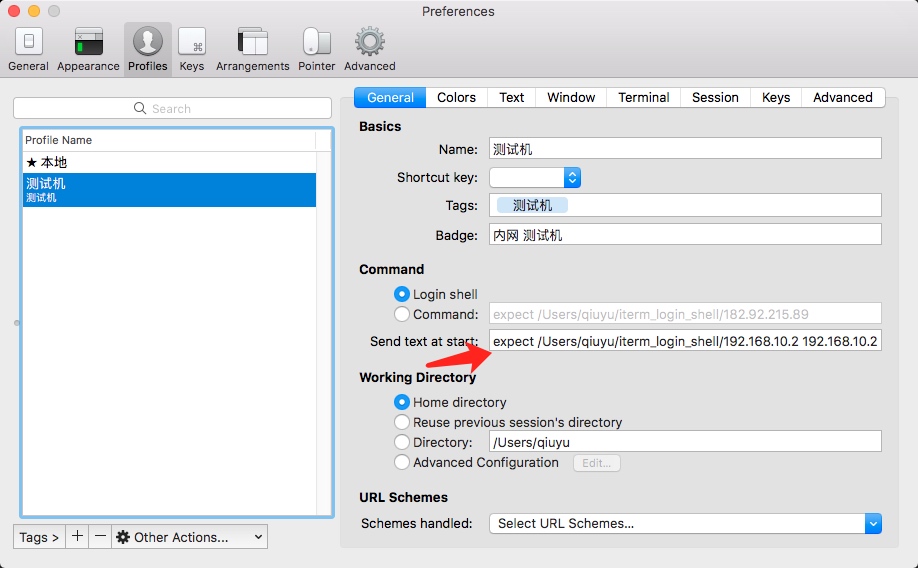 Preferences
General Appearance Profiles Keys Arrangements Pointer Advanced
Search
General Colors Text Window Terminal Session Keys Advanced
Profile Name
★ 本地
测试机
测试机
Basics
Name: 测试机
Shortcut key:
Tags: 测试机
Badge: 内网 测试机
Command
Login shell
Command: expect /Users/qiuyu/iterm_login_shell/182.92.215.89
Send text at start: expect /Users/qiuyu/iterm_login_shell/192.168.10.2 192.168.10.2
Working Directory
Home directory
Reuse previous session's directory
Directory: /Users/qiuyu
Advanced Configuration Edit...
URL Schemes
Schemes handled: Select URL Schemes...
Tags > + − Other Actions...